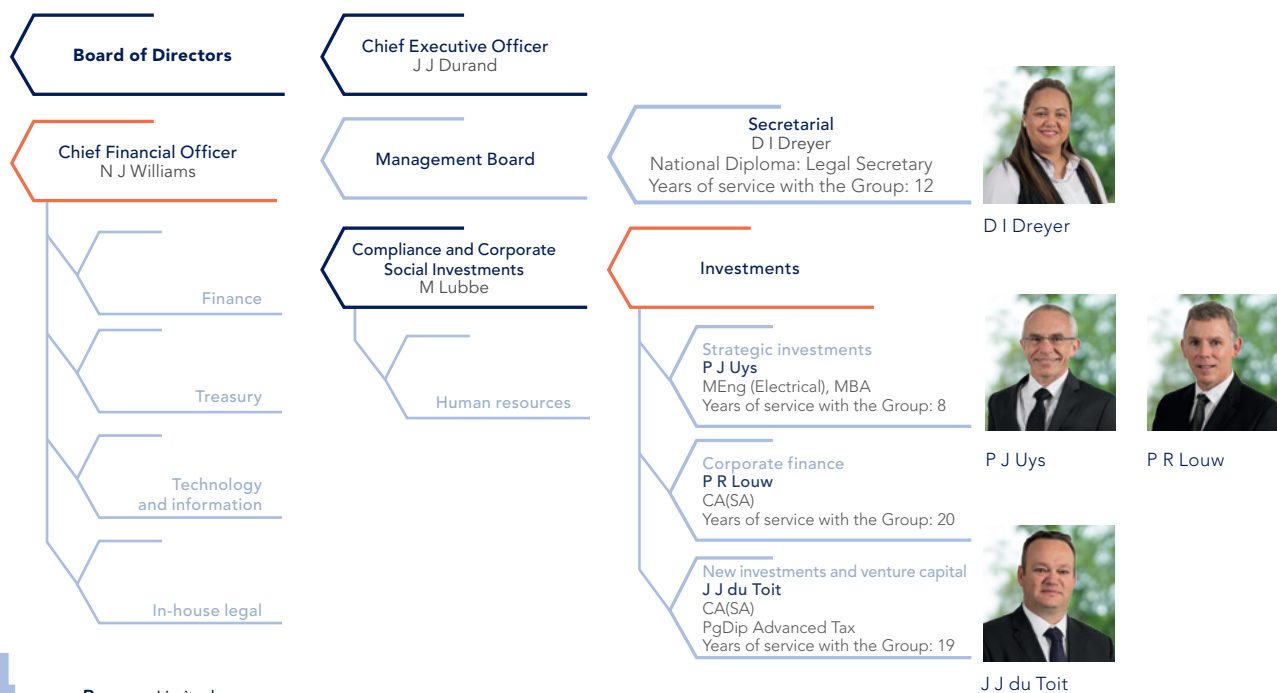 Board of Directors
Chief Executive Officer
J J Durand
Chief Financial Officer
N J Williams
Management Board
Secretarial
D I Dreyer
National Diploma: Legal Secretary
Years of service with the Group: 12
D I Dreyer
Compliance and Corporate
Social Investments
M Lubbe
Investments
Finance
Treasury
Technology
and information
In-house legal
Human resources
Strategic investments
P J Uys
MEng (Electrical), MBA
Years of service with the Group: 8
P J Uys
P R Louw
Corporate finance
P R Louw
CA(SA)
Years of service with the Group: 20
New investments and venture capital
J J du Toit
CA(SA)
PgDip Advanced Tax
Years of service with the Group: 19
J J du Toit